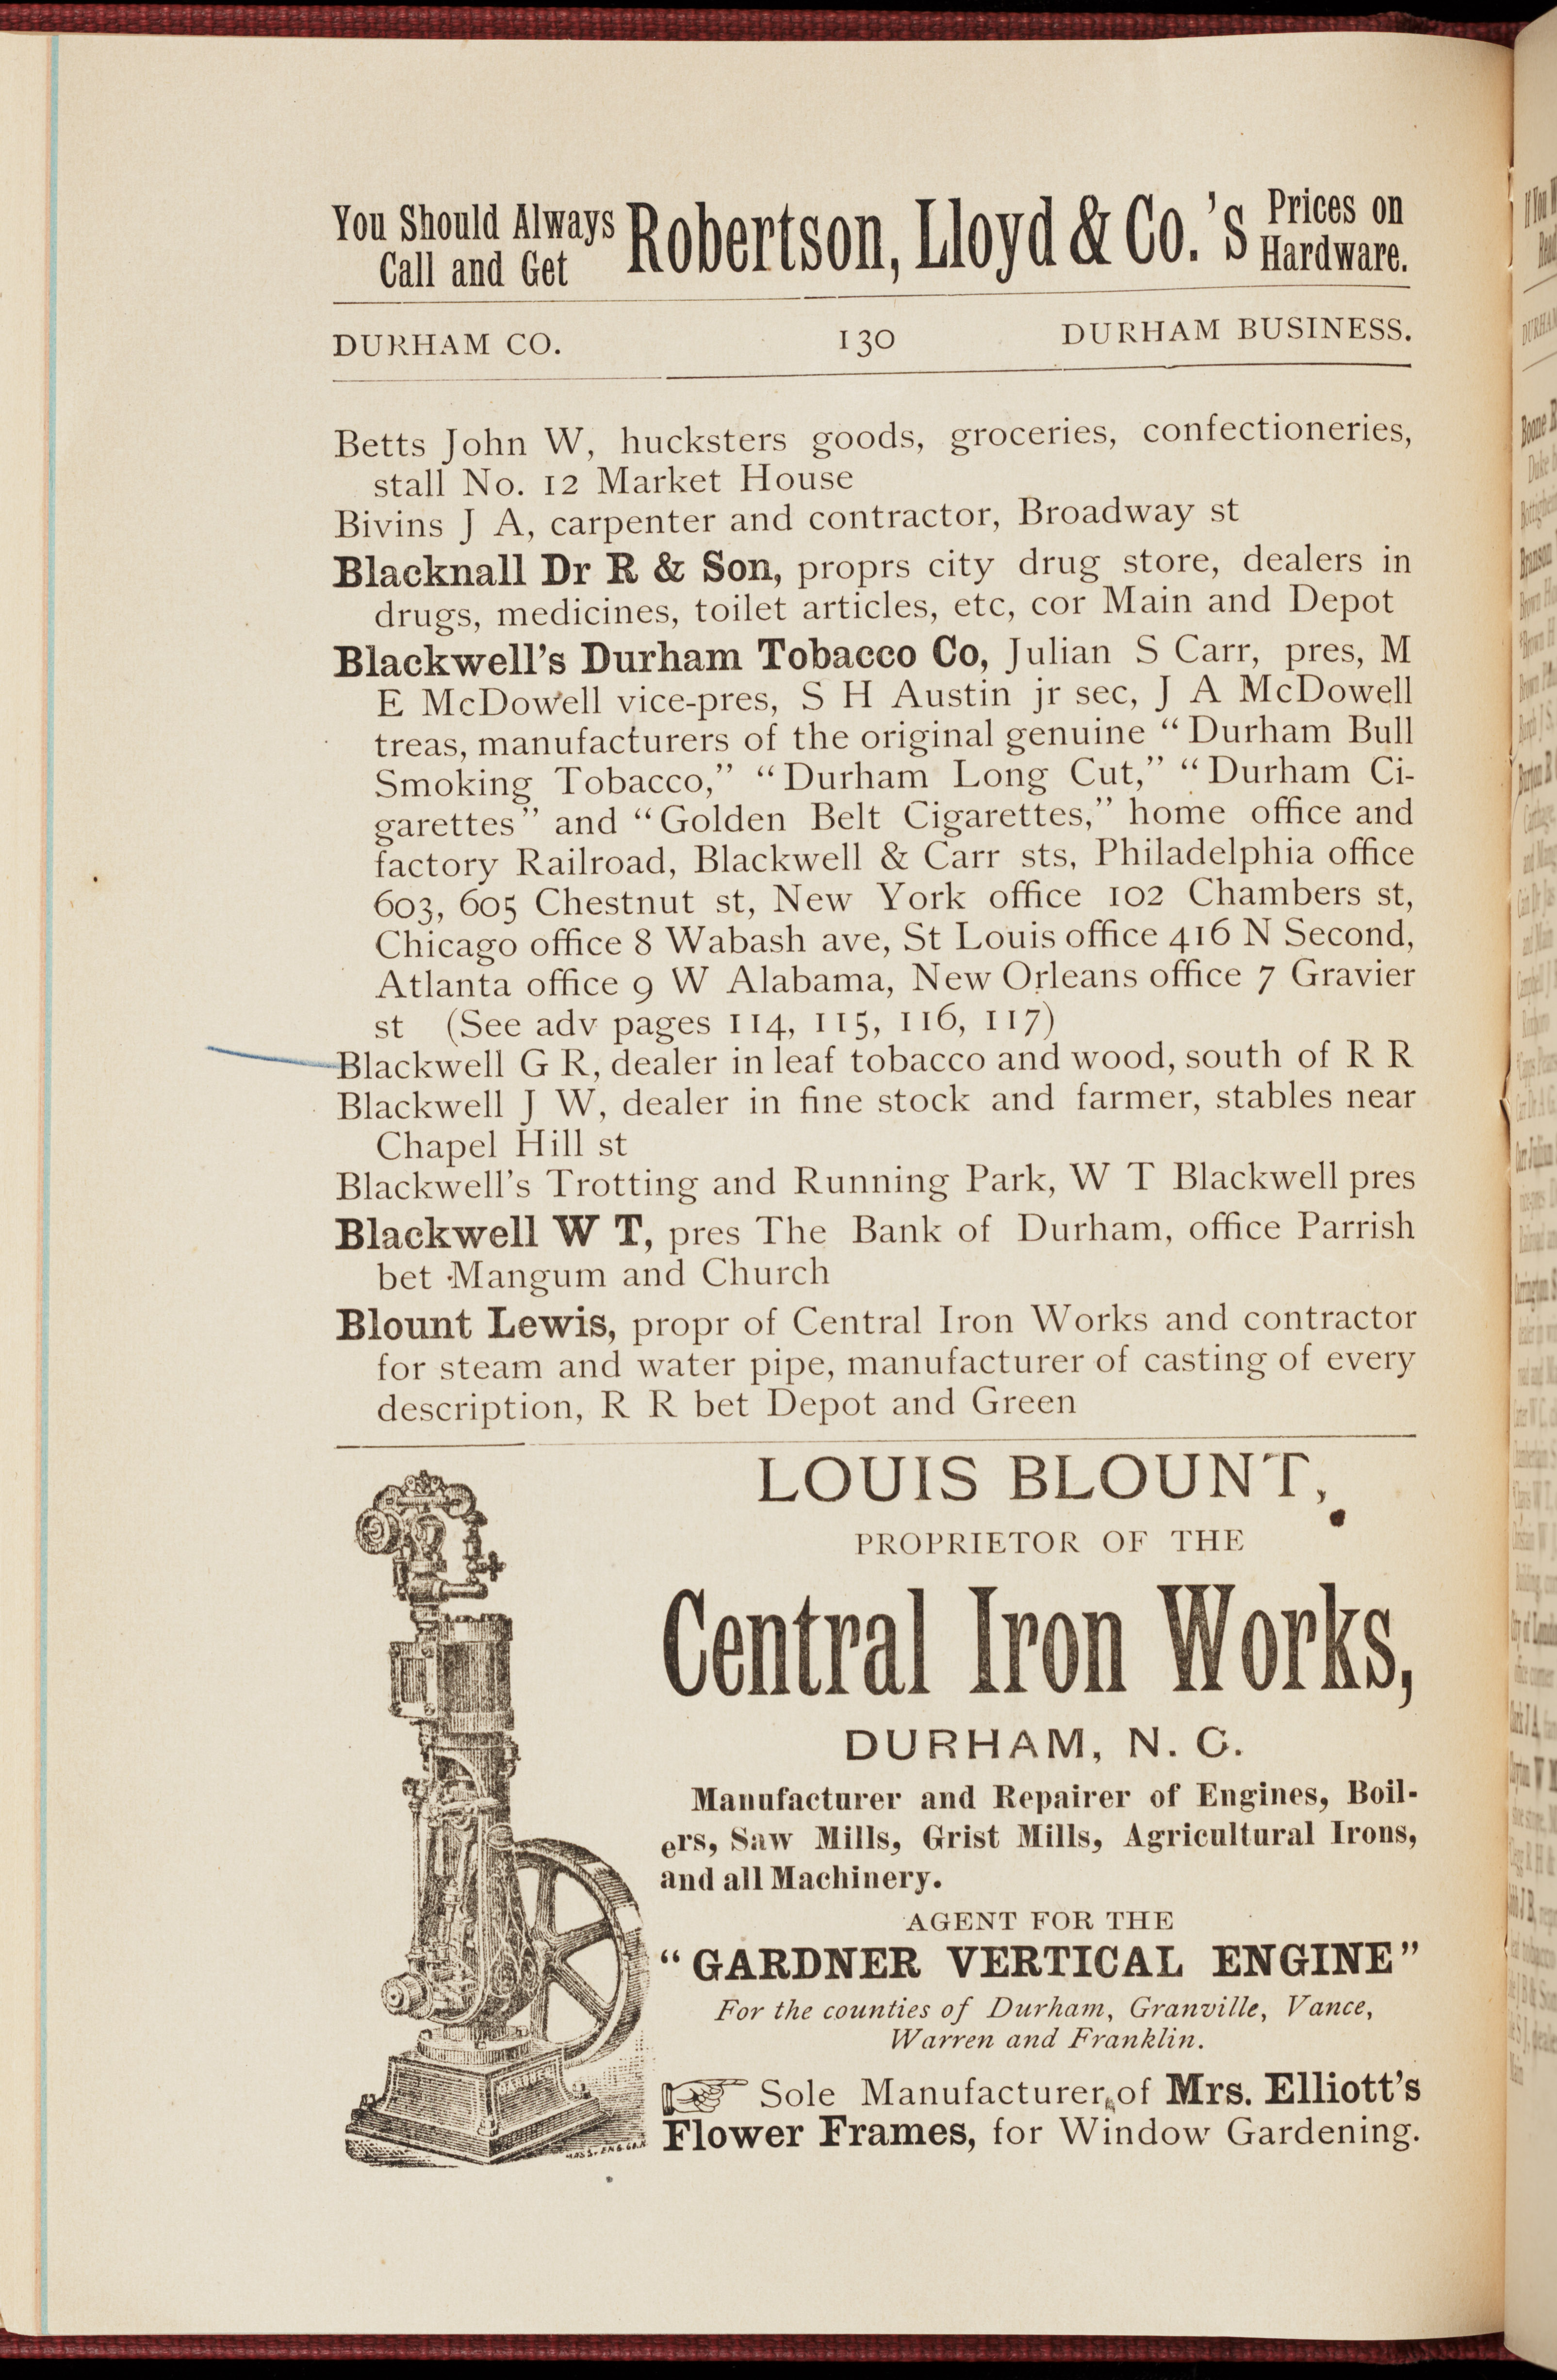 You Should Always Call and Get Robertson, Lloyd & Co.'s Prices on Hardware.
DURHAM CO. 130 DURHAM BUSINESS.
Betts John W, hucksters goods, groceries, confectioneries,
stall No. 12 Market House
Bivins J A, carpenter and contractor, Broadway st
Blacknall Dr R & Son, proprs city drug store, dealers in
drugs, medicines, toilet articles, etc, cor Main and Depot
Blackwell's Durham Tobacco Co, Julian S Carr, pres, M
E McDowell vice-pres, S H Austin jr sec, J A McDowell
treas, manufacturers of the original genuine "Durham Bull
Smoking Tobacco," "Durham Long Cut," "Durham Ci-
garettes" and "Golden Belt Cigarettes," home office and
factory Railroad, Blackwell & Carr sts, Philadelphia office
603, 605 Chestnut st, New York office 102 Chambers st,
Chicago office 8 Wabash ave, St Louis office 416 N Second,
Atlanta office 9 W Alabama, New Orleans office 7 Gravier
st (See adv pages 114, 115, 116, 117)
Blackwell G R, dealer in leaf tobacco and wood, south of R R
Blackwell J W, dealer in fine stock and farmer, stables near
Chapel Hill st
Blackwell's Trotting and Running Park, W T Blackwell pres
Blackwell W T, pres The Bank of Durham, office Parrish
bet Mangum and Church
Blount Lewis, propr of Central Iron Works and contractor
for steam and water pipe, manufacturer of casting of every
description, R R bet Depot and Green
LOUIS BLOUNT,
PROPRIETOR OF THE
Central Iron Works,
DURHAM, N. C.
Manufacturer and Repairer of Engines, Boil-
ers, Saw Mills, Grist Mills, Agricultural Irons,
and all Machinery.
AGENT FOR THE
"GARDNER VERTICAL ENGINE"
For the counties of Durham, Granville, Vance,
Warren and Franklin.
☞ Sole Manufacturer of Mrs. Elliott's
Flower Frames, for Window Gardening.